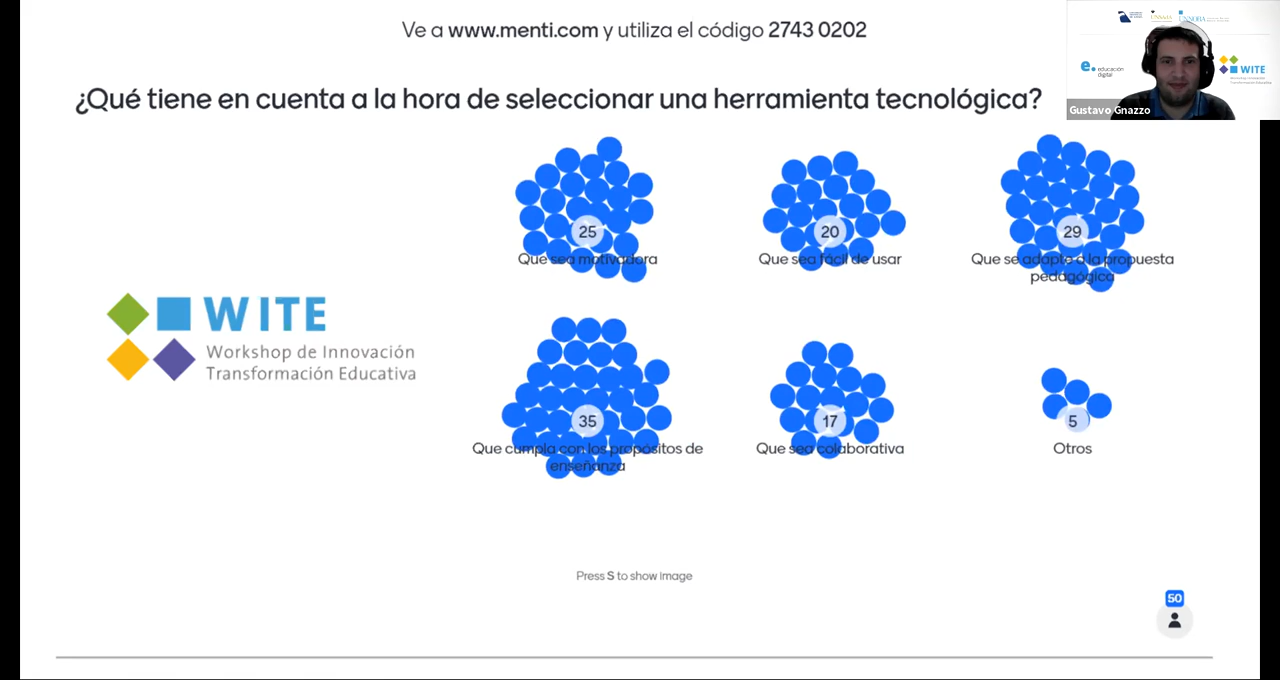 Ve a www.menti.com y utiliza el código 2743 0202
¿Qué tiene en cuenta a la hora de seleccionar una herramienta tecnológica?
e. educación
digital
WITE
Gustavo Gnazzo
25
Que sea motivadora
20
Que sea fácil de usar
29
Que se adapte a la propuesta
pedagógica
WITE
Workshop de Innovación
Transformación Educativa
35
Que cumpla con los propósitos de
enseñanza
17
Que sea colaborativa
5
Otros
Press S to show image
50